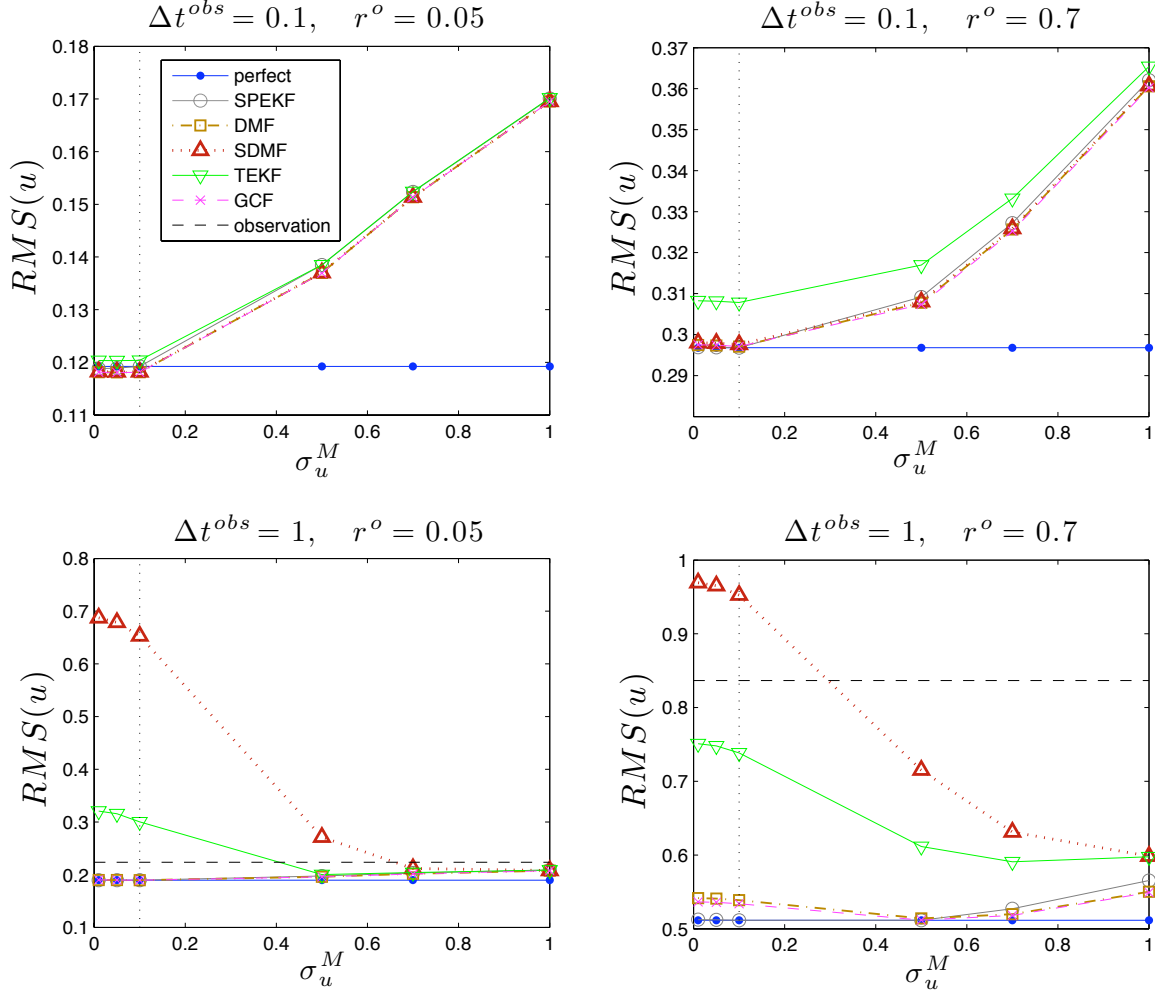 Δt^{obs} = 0.1, r^o = 0.05
0.18
0.17
0.16
0.15
0.14
0.13
0.12
0.11
RMS(u)
perfect
SPEKF
DMF
SDMF
TEKF
GCF
observation
0 0.2 0.4 0.6 0.8 1
σ_u^M
Δt^{obs} = 0.1, r^o = 0.7
0.37
0.36
0.35
0.34
0.33
0.32
0.31
0.3
0.29
RMS(u)
0 0.2 0.4 0.6 0.8 1
σ_u^M
Δt^{obs} = 1, r^o = 0.05
0.8
0.7
0.6
0.5
0.4
0.3
0.2
0.1
RMS(u)
0 0.2 0.4 0.6 0.8 1
σ_u^M
Δt^{obs} = 1, r^o = 0.7
1
0.9
0.8
0.7
0.6
0.5
RMS(u)
0 0.2 0.4 0.6 0.8 1
σ_u^M